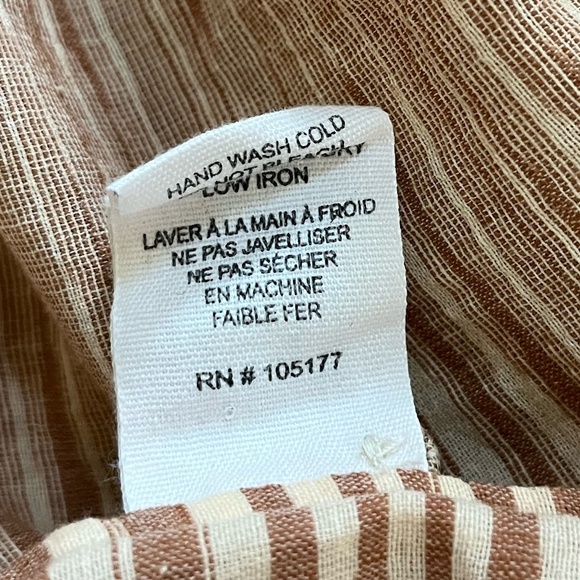 HAND WASH COLD
LOW IRON
LAVER À LA MAIN À FROID
NE PAS JAVELLISER
NE PAS SÉCHER
EN MACHINE
FAIBLE FER
RN # 105177